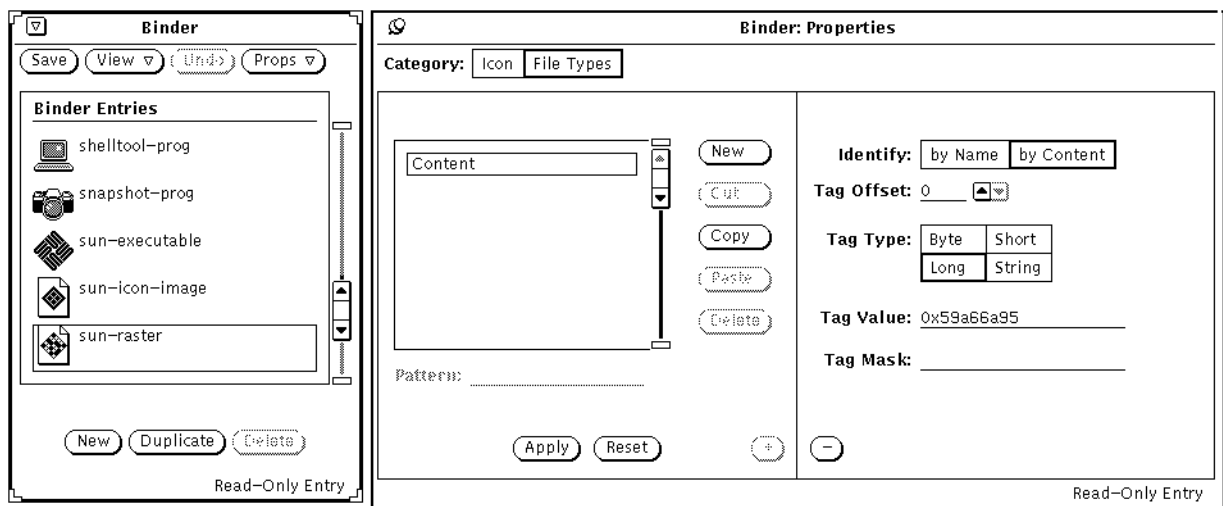 Binder
Save View Undo Props
Binder Entries
shelltool-prog
snapshot-prog
sun-executable
sun-icon-image
sun-raster
New Duplicate Delete
Read-Only Entry
Binder: Properties
Category: Icon File Types
Content
New
Cut
Copy
Paste
Delete
Pattern:
Apply Reset +
Identify: by Name by Content
Tag Offset: 0
Tag Type: Byte Short
Long String
Tag Value: 0x59a66a95
Tag Mask:
−
Read-Only Entry